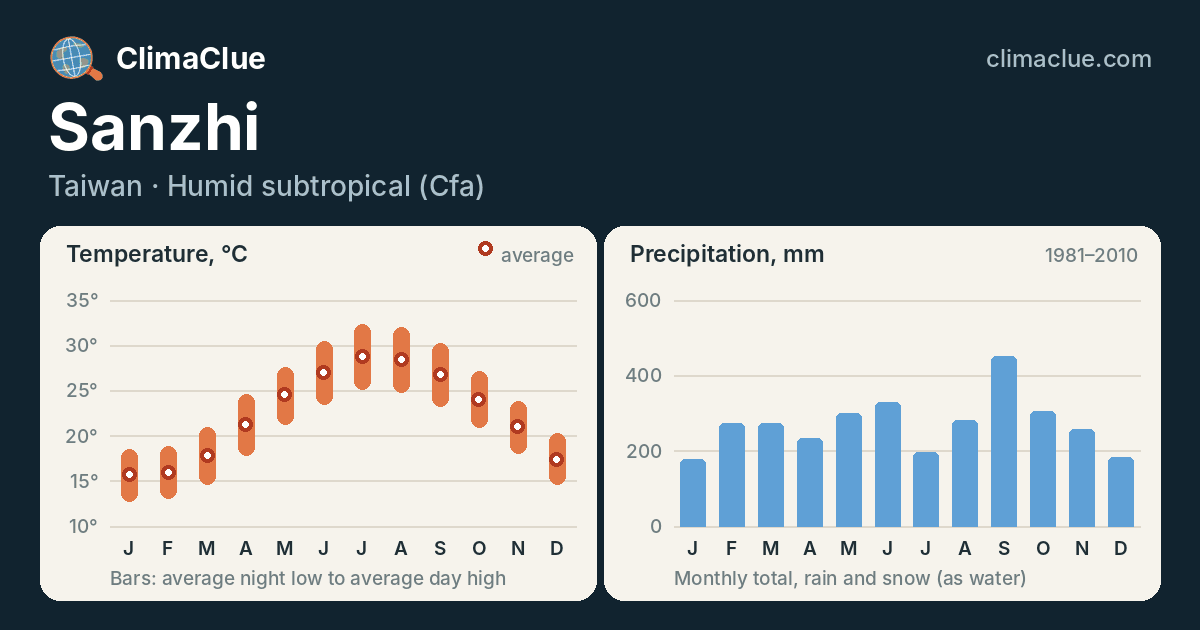 ClimaClue
climaclue.com
Sanzhi
Taiwan · Humid subtropical (Cfa)
Temperature, °C
average
35°
30°
25°
20°
15°
10°
J F M A M J J A S O N D
Bars: average night low to average day high
Precipitation, mm
1981–2010
600
400
200
0
J F M A M J J A S O N D
Monthly total, rain and snow (as water)